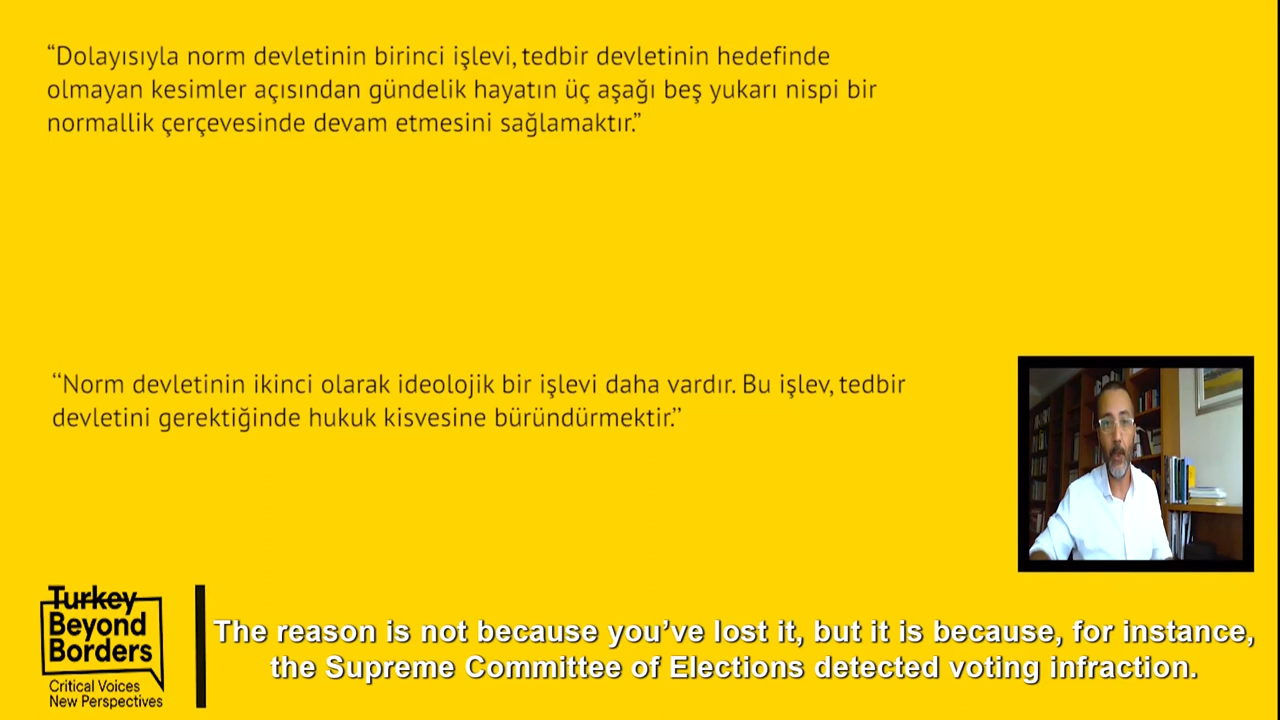 “Dolayısıyla norm devletinin birinci işlevi, tedbir devletinin hedefinde
olmayan kesimler açısından gündelik hayatın üç aşağı beş yukarı nispi bir
normallik çerçevesinde devam etmesini sağlamaktır.”
‘‘Norm devletinin ikinci olarak ideolojik bir işlevi daha vardır. Bu işlev, tedbir
devletini gerektiğinde hukuk kisvesine büründürmektir.’’
Turkey
Beyond
Borders
Critical Voices
New Perspectives
The reason is not because you’ve lost it, but it is because, for instance,
the Supreme Committee of Elections detected voting infraction.